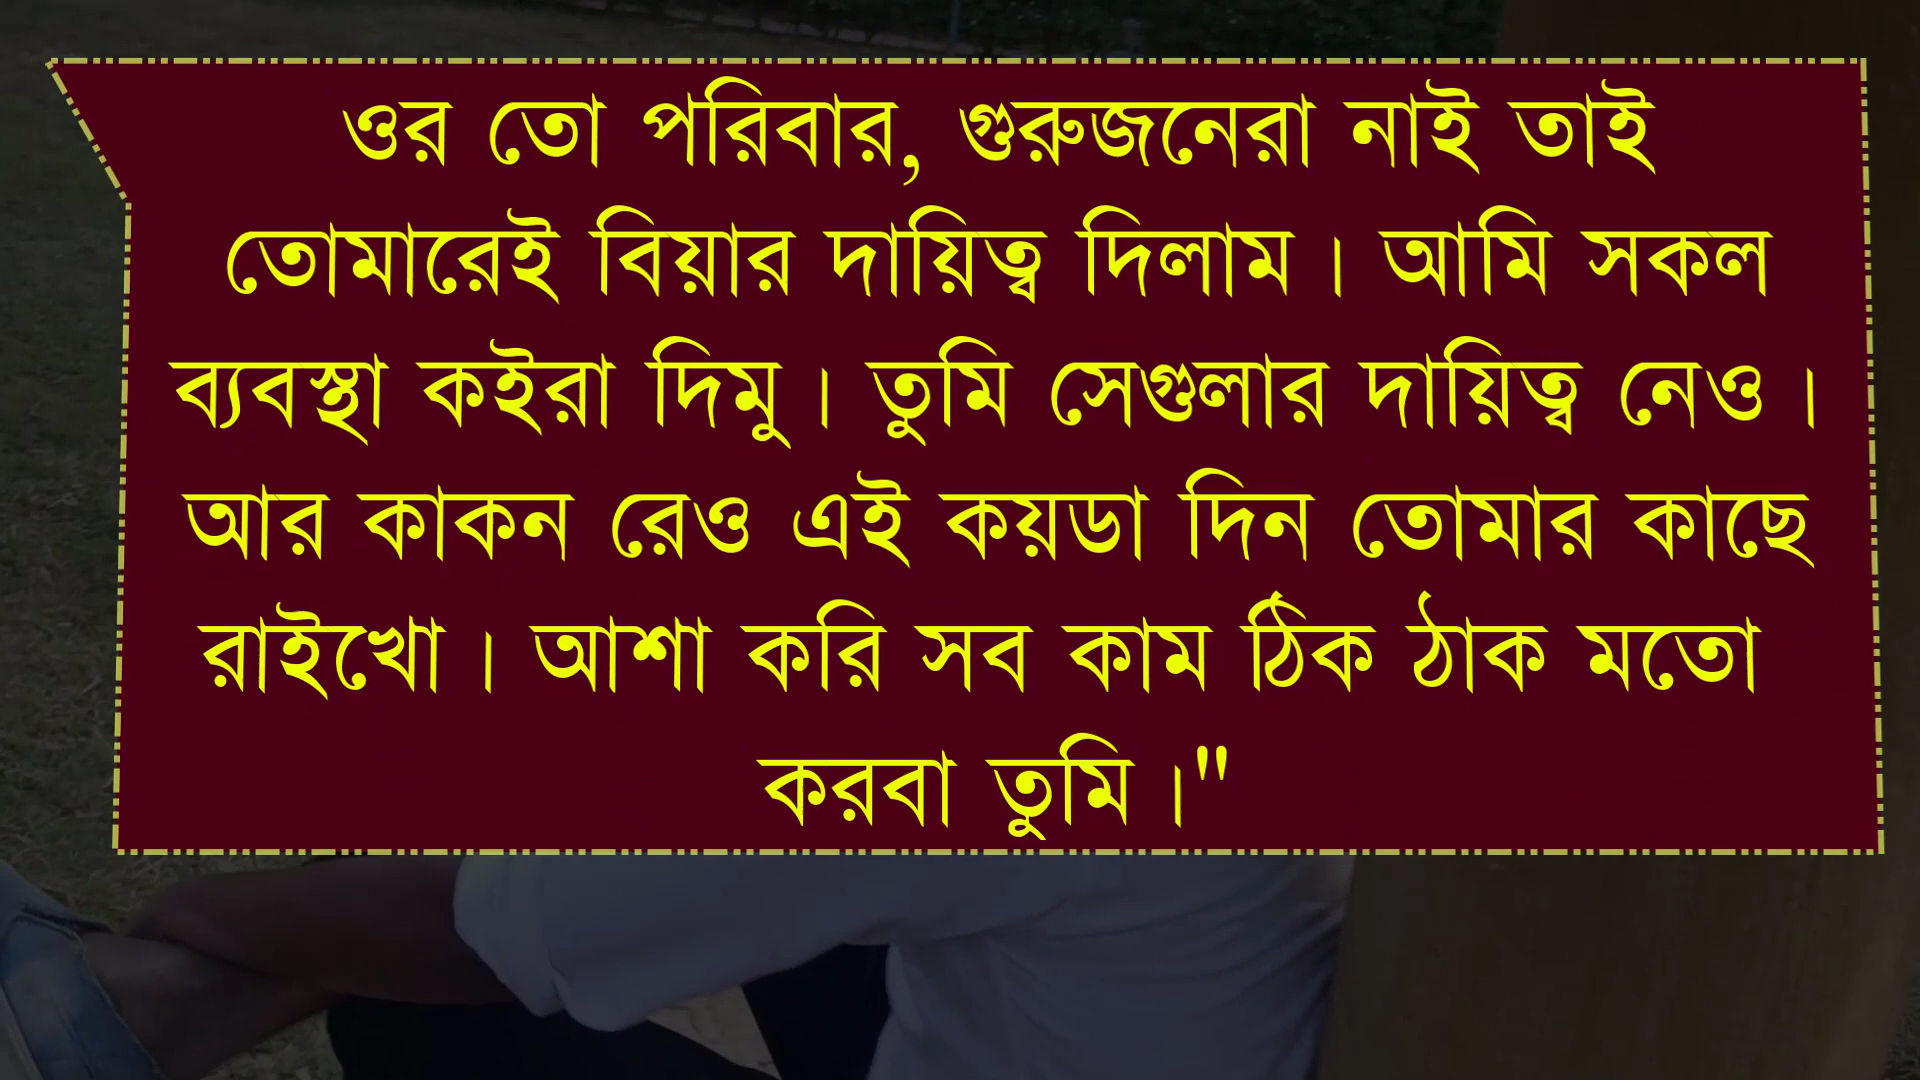 ওর তো পরিবার, গুরুজনেরা নাই তাই
তোমারেই বিয়ার দায়িত্ব দিলাম। আমি সকল
ব্যবস্থা কইরা দিমু। তুমি সেগুলার দায়িত্ব নেও।
আর কাকন রেও এই কয়ডা দিন তোমার কাছে
রাইখো। আশা করি সব কাম ঠিক ঠাক মতো
করবা তুমি।"